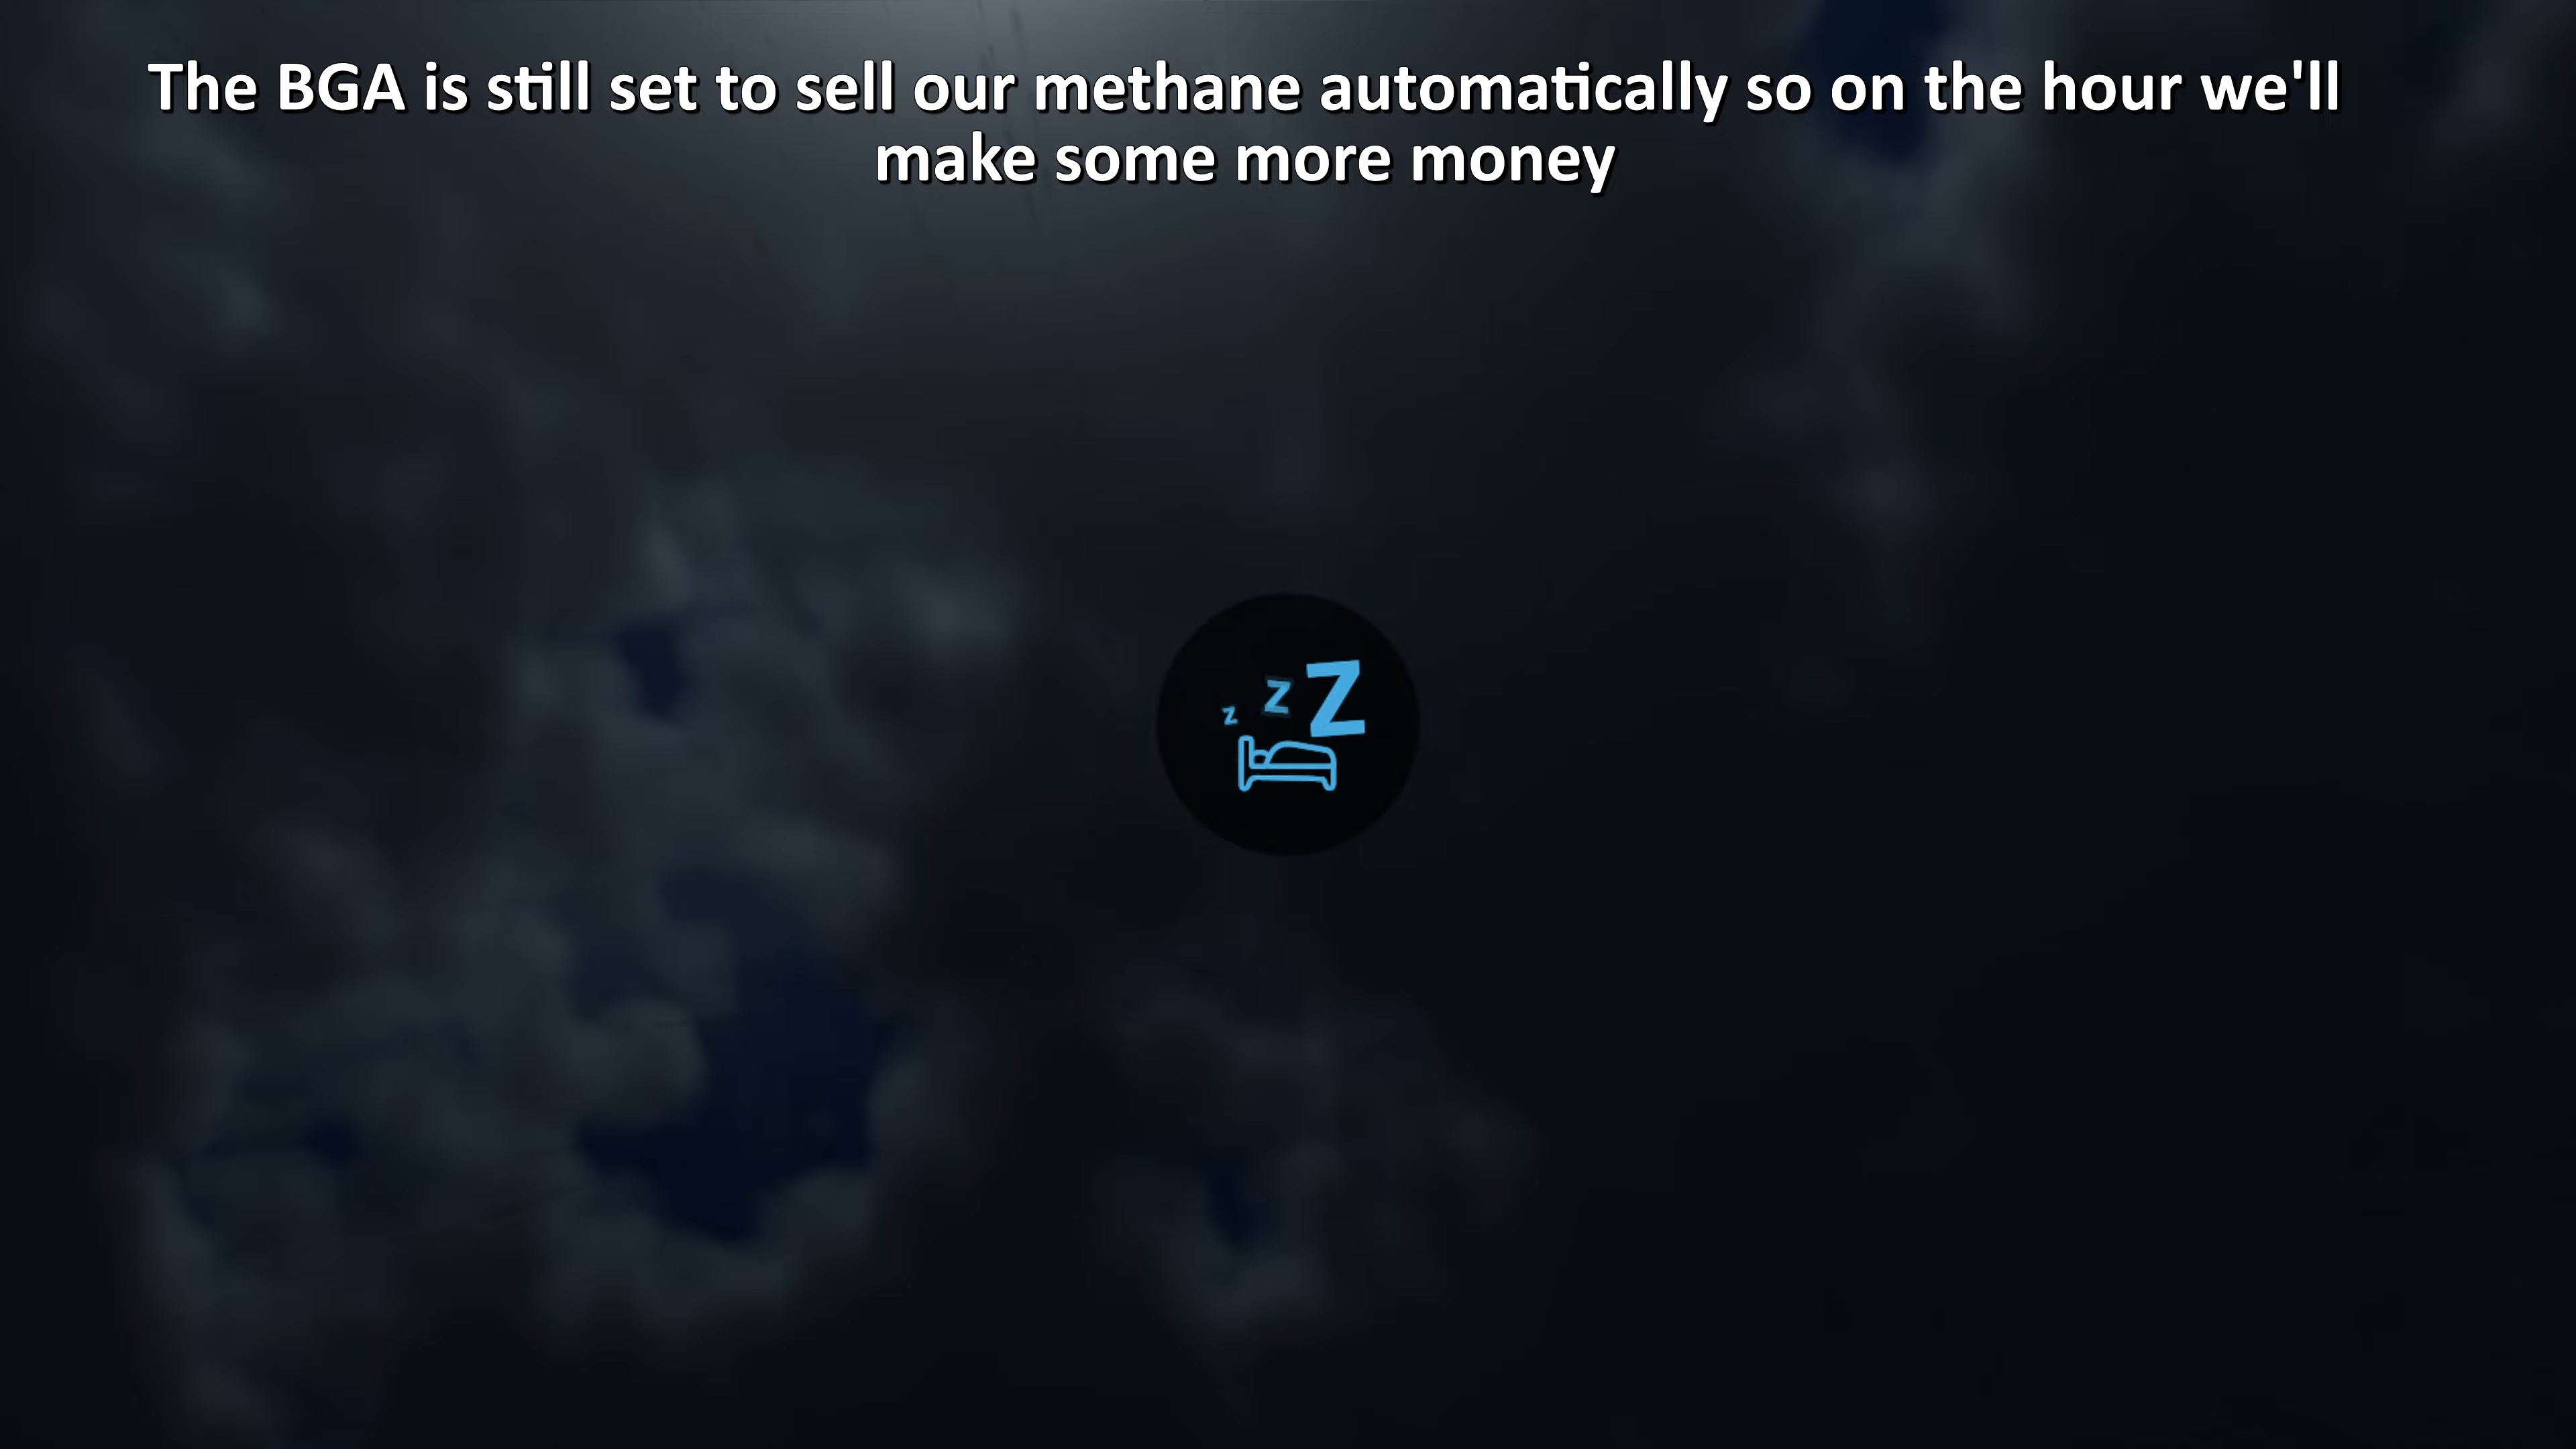 The BGA is still set to sell our methane automatically so on the hour we'll
make some more money
z z Z